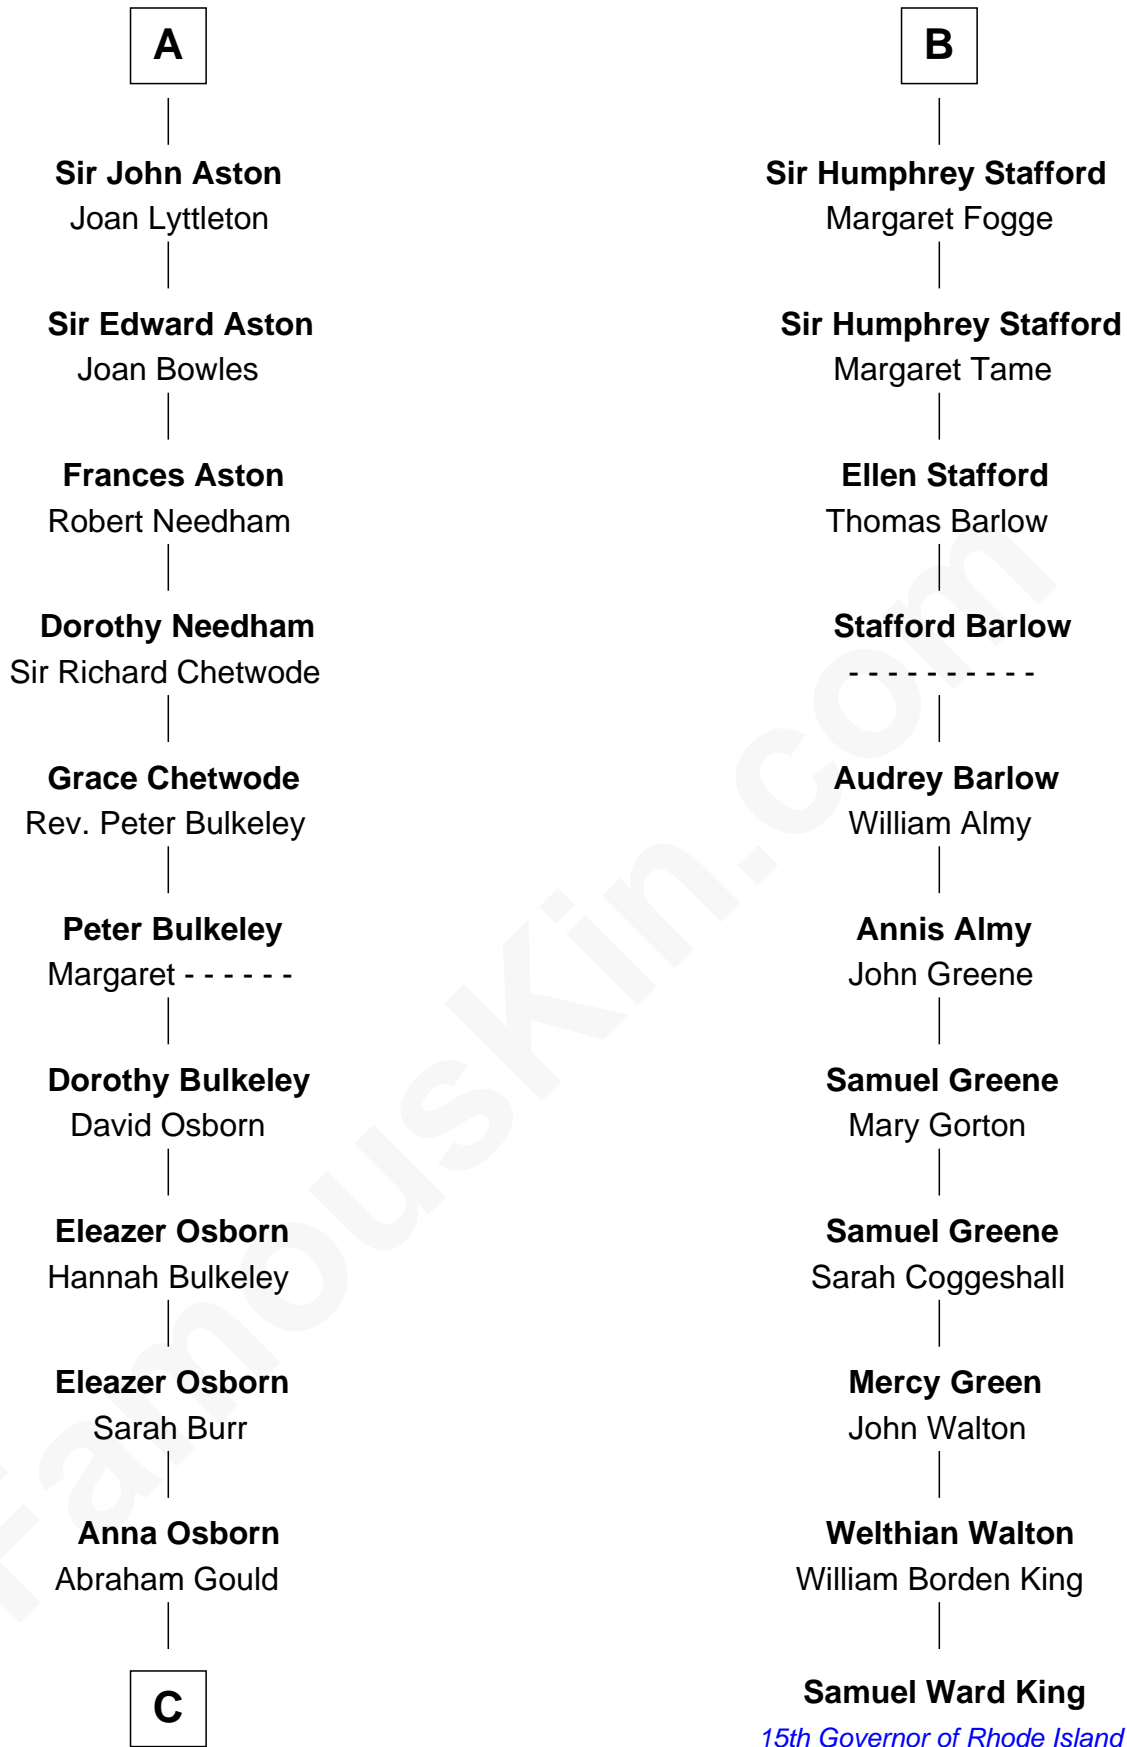 A
Sir John Aston
Joan Lyttleton
Sir Edward Aston
Joan Bowles
Frances Aston
Robert Needham
Dorothy Needham
Sir Richard Chetwode
Grace Chetwode
Rev. Peter Bulkeley
Peter Bulkeley
Margaret - - - - - -
Dorothy Bulkeley
David Osborn
Eleazer Osborn
Hannah Bulkeley
Eleazer Osborn
Sarah Burr
Anna Osborn
Abraham Gould
C
B
Sir Humphrey Stafford
Margaret Fogge
Sir Humphrey Stafford
Margaret Tame
Ellen Stafford
Thomas Barlow
Stafford Barlow
- - - - - - - - - -
Audrey Barlow
William Almy
Annis Almy
John Greene
Samuel Greene
Mary Gorton
Samuel Greene
Sarah Coggeshall
Mercy Green
John Walton
Welthian Walton
William Borden King
Samuel Ward King
15th Governor of Rhode Island
FamousKin.com